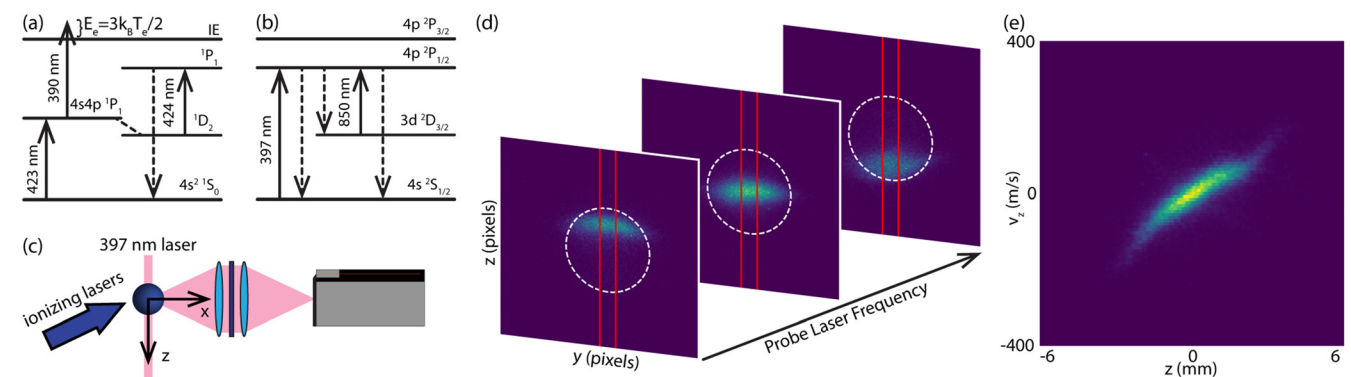 (a)
}Eₑ=3k_BTₑ/2
IE
390 nm
¹P₁
4s4p ¹P₁
424 nm
¹D₂
423 nm
4s² ¹S₀
(b)
4p ²P₃/₂
4p ²P₁/₂
850 nm
3d ²D₃/₂
397 nm
4s ²S₁/₂
(c)
397 nm laser
ionizing lasers
x
z
(d)
z (pixels)
y (pixels)
Probe Laser Frequency
(e)
400
v_z (m/s)
0
-400
-6
0
6
z (mm)